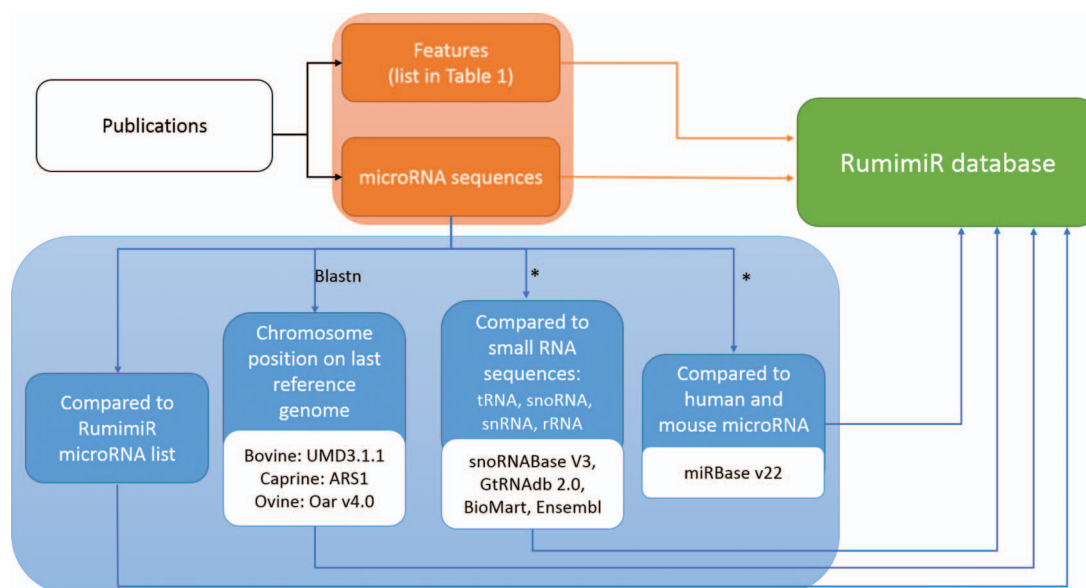 Features
(list in Table 1)
Publications
microRNA sequences
RumimiR database
Blastn
*
*
Compared to
RumimiR
microRNA list
Chromosome
position on last
reference
genome
Bovine: UMD3.1.1
Caprine: ARS1
Ovine: Oar v4.0
Compared to
small RNA
sequences:
tRNA, snoRNA,
snRNA, rRNA
snoRNABase V3,
GtRNAdb 2.0,
BioMart, Ensembl
Compared to
human and
mouse microRNA
miRBase v22